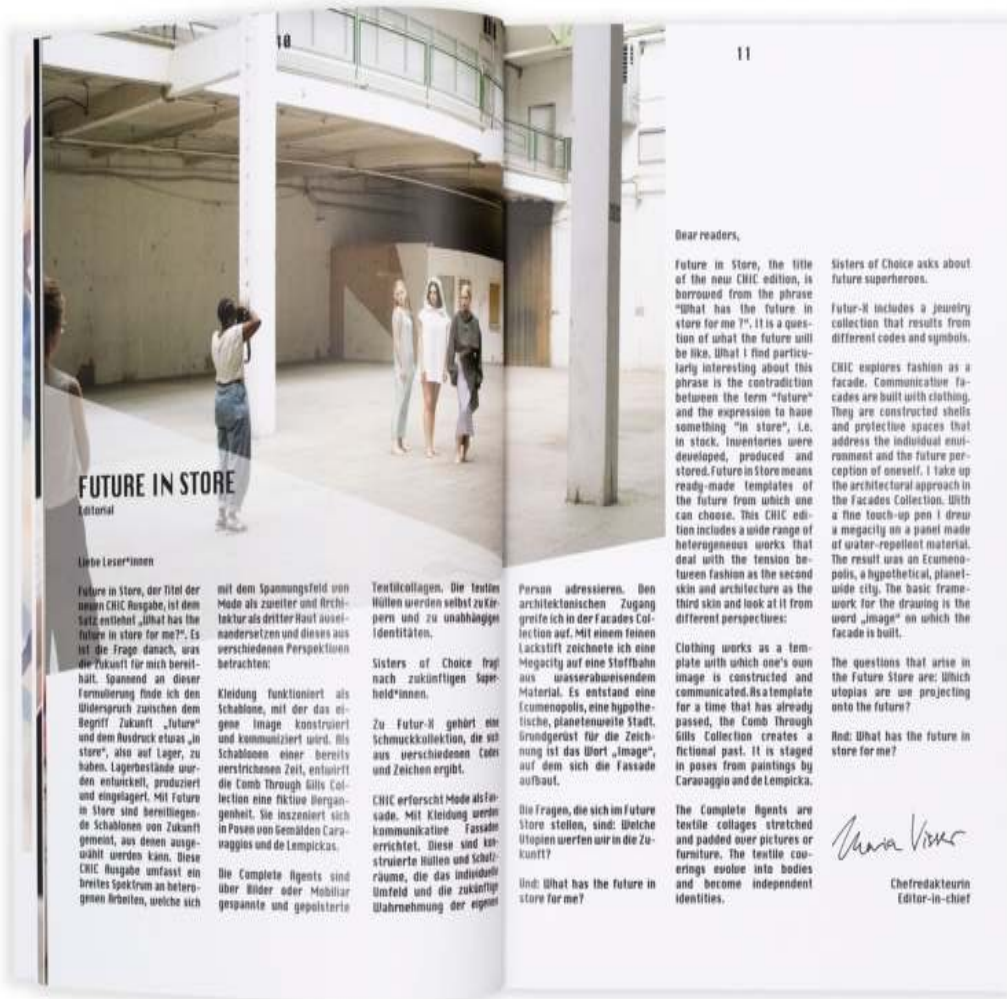 10
FUTURE IN STORE
Editorial
Liebe Leser*innen
Future in Store, der Titel der
neuen CHIC Ausgabe, ist dem
Satz entlehnt „What has the
future in store for me?". Es
ist die Frage danach, was
die Zukunft für mich bereit-
hält. Spannend an dieser
Formulierung finde ich den
Widerspruch zwischen dem
Begriff Zukunft „future"
und dem Ausdruck etwas „in
store", also auf Lager, zu
haben. Lagerbestände wur-
den entwickelt, produziert
und eingelagert. Mit Future
in Store sind bereitliegen-
de Schablonen von Zukunft
gemeint, aus denen ausge-
wählt werden kann. Diese
CHIC Ausgabe umfasst ein
breites Spektrum an hetero-
genen Arbeiten, welche sich
mit dem Spannungsfeld von
Mode als zweiter und Archi-
tektur als dritter Haut ausei-
nandersetzen und dieses aus
verschiedenen Perspektiven
betrachten:
Kleidung funktioniert als
Schablone, mit der das ei-
gene Image konstruiert
und kommuniziert wird. Als
Schablonen einer bereits
verstrichenen Zeit, entwirft
die Comb Through Gills Col-
lection eine fiktive Vergan-
genheit. Sie inszeniert sich
in Posen von Gemälden Cara-
vaggios und de Lempickas.
Die Complete Agents sind
über Bilder oder Mobiliar
gespannte und gepolsterte
Textilcollagen. Die textilen
Hüllen werden selbst zu Kör-
pern und zu unabhängigen
Identitäten.
Sisters of Choice fragt
nach zukünftigen Super-
held*innen.
Zu Futur-X gehört eine
Schmuckkollektion, die sich
aus verschiedenen Codes
und Zeichen ergibt.
CHIC erforscht Mode als Fas-
sade. Mit Kleidung werden
kommunikative Fassaden
errichtet. Diese sind kon-
struierte Hüllen und Schutz-
räume, die das individuelle
Umfeld und die zukünftige
Wahrnehmung der eigenen
11
Person adressieren. Den
architektonischen Zugang
greife ich in der Facades Col-
lection auf. Mit einem feinen
Lackstift zeichnete ich eine
Megacity auf eine Stoffbahn
aus wasserabweisendem
Material. Es entstand eine
Ecumenopolis, eine hypothe-
tische, planetenweite Stadt.
Grundgerüst für die Zeich-
nung ist das Wort „Image",
auf dem sich die Fassade
aufbaut.
Die Fragen, die sich im Future
Store stellen, sind: Welche
Utopien werfen wir in die Zu-
kunft?
Und: What has the future in
store for me?
Dear readers,
Future in Store, the title
of the new CHIC edition, is
borrowed from the phrase
"What has the future in
store for me ?". It is a ques-
tion of what the future will
be like. What I find particu-
larly interesting about this
phrase is the contradiction
between the term "future"
and the expression to have
something "in store", i.e.
in stock. Inventories were
developed, produced and
stored. Future in Store means
ready-made templates of
the future from which one
can choose. This CHIC edi-
tion includes a wide range of
heterogeneous works that
deal with the tension be-
tween fashion as the second
skin and architecture as the
third skin and look at it from
different perspectives:
Clothing works as a tem-
plate with which one's own
image is constructed and
communicated. As a template
for a time that has already
passed, the Comb Through
Gills Collection creates a
fictional past. It is staged
in poses from paintings by
Caravaggio and de Lempicka.
The Complete Agents are
textile collages stretched
and padded over pictures or
furniture. The textile cov-
erings evolve into bodies
and become independent
identities.
Sisters of Choice asks about
future superheroes.
Futur-X includes a jewelry
collection that results from
different codes and symbols.
CHIC explores fashion as a
facade. Communicative fa-
cades are built with clothing.
They are constructed shells
and protective spaces that
address the individual envi-
ronment and the future per-
ception of oneself. I take up
the architectural approach in
the Facades Collection. With
a fine touch-up pen I drew
a megacity on a panel made
of water-repellent material.
The result was an Ecumeno-
polis, a hypothetical, planet-
wide city. The basic frame-
work for the drawing is the
word „image" on which the
facade is built.
The questions that arise in
the Future Store are: Which
utopias are we projecting
onto the future?
And: What has the future in
store for me?
Chefredakteurin
Editor-in-chief